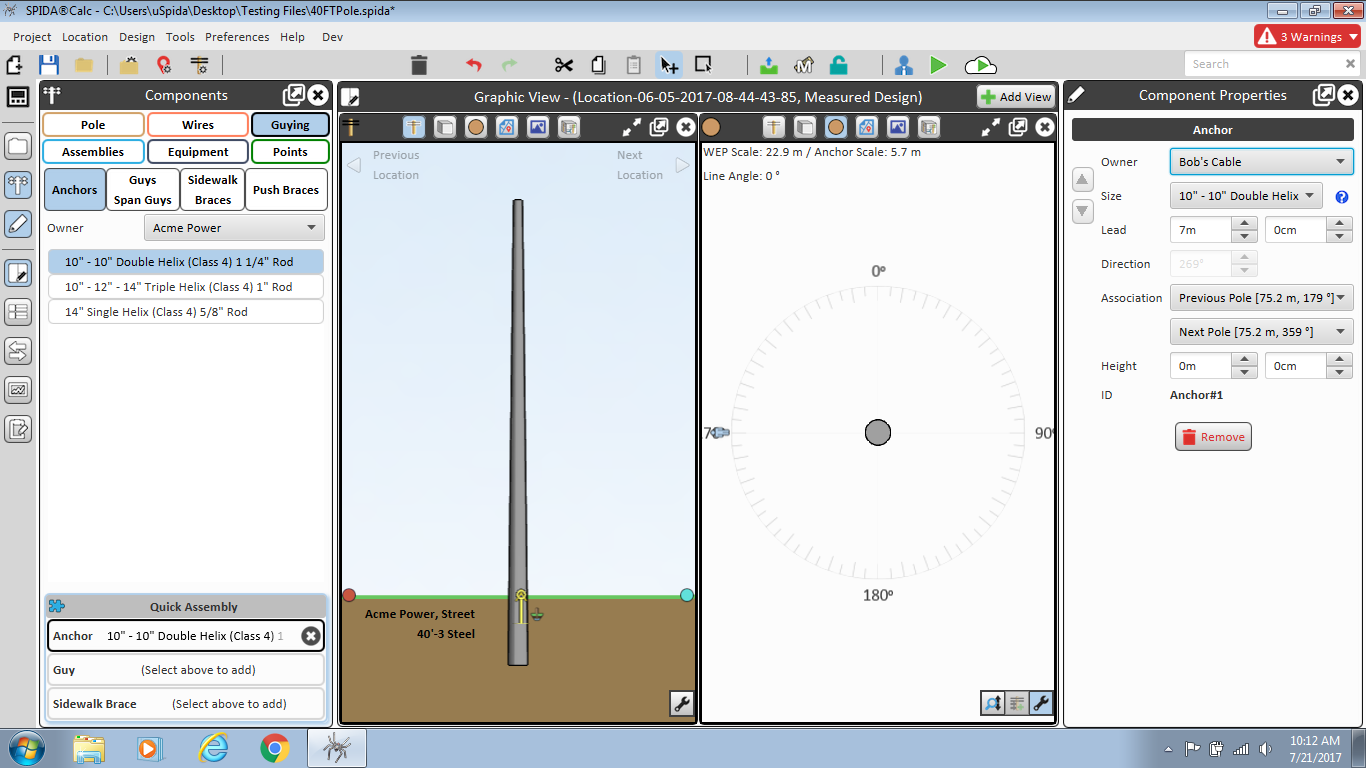 SPIDA®Calc - C:\Users\uSpida\Desktop\Testing Files\40FTPole.spida*
Project Location Design Tools Preferences Help Dev
3 Warnings
Search
Components
Pole Wires Guying
Assemblies Equipment Points
Anchors
Guys
Span Guys
Sidewalk
Braces
Push Braces
Owner Acme Power
10" - 10" Double Helix (Class 4) 1 1/4" Rod
10" - 12" - 14" Triple Helix (Class 4) 1" Rod
14" Single Helix (Class 4) 5/8" Rod
Quick Assembly
Anchor 10" - 10" Double Helix (Class 4) 1
Guy (Select above to add)
Sidewalk Brace (Select above to add)
Graphic View - (Location-06-05-2017-08-44-43-85, Measured Design)
Add View
Previous
Location
Next
Location
Acme Power, Street
40'-3 Steel
WEP Scale: 22.9 m / Anchor Scale: 5.7 m
Line Angle: 0 °
0º
90º
180º
Component Properties
Anchor
Owner Bob's Cable
Size 10" - 10" Double Helix
Lead 7m 0cm
Direction 269°
Association Previous Pole [75.2 m, 179 °]
Next Pole [75.2 m, 359 °]
Height 0m 0cm
ID Anchor#1
Remove
10:12 AM
7/21/2017